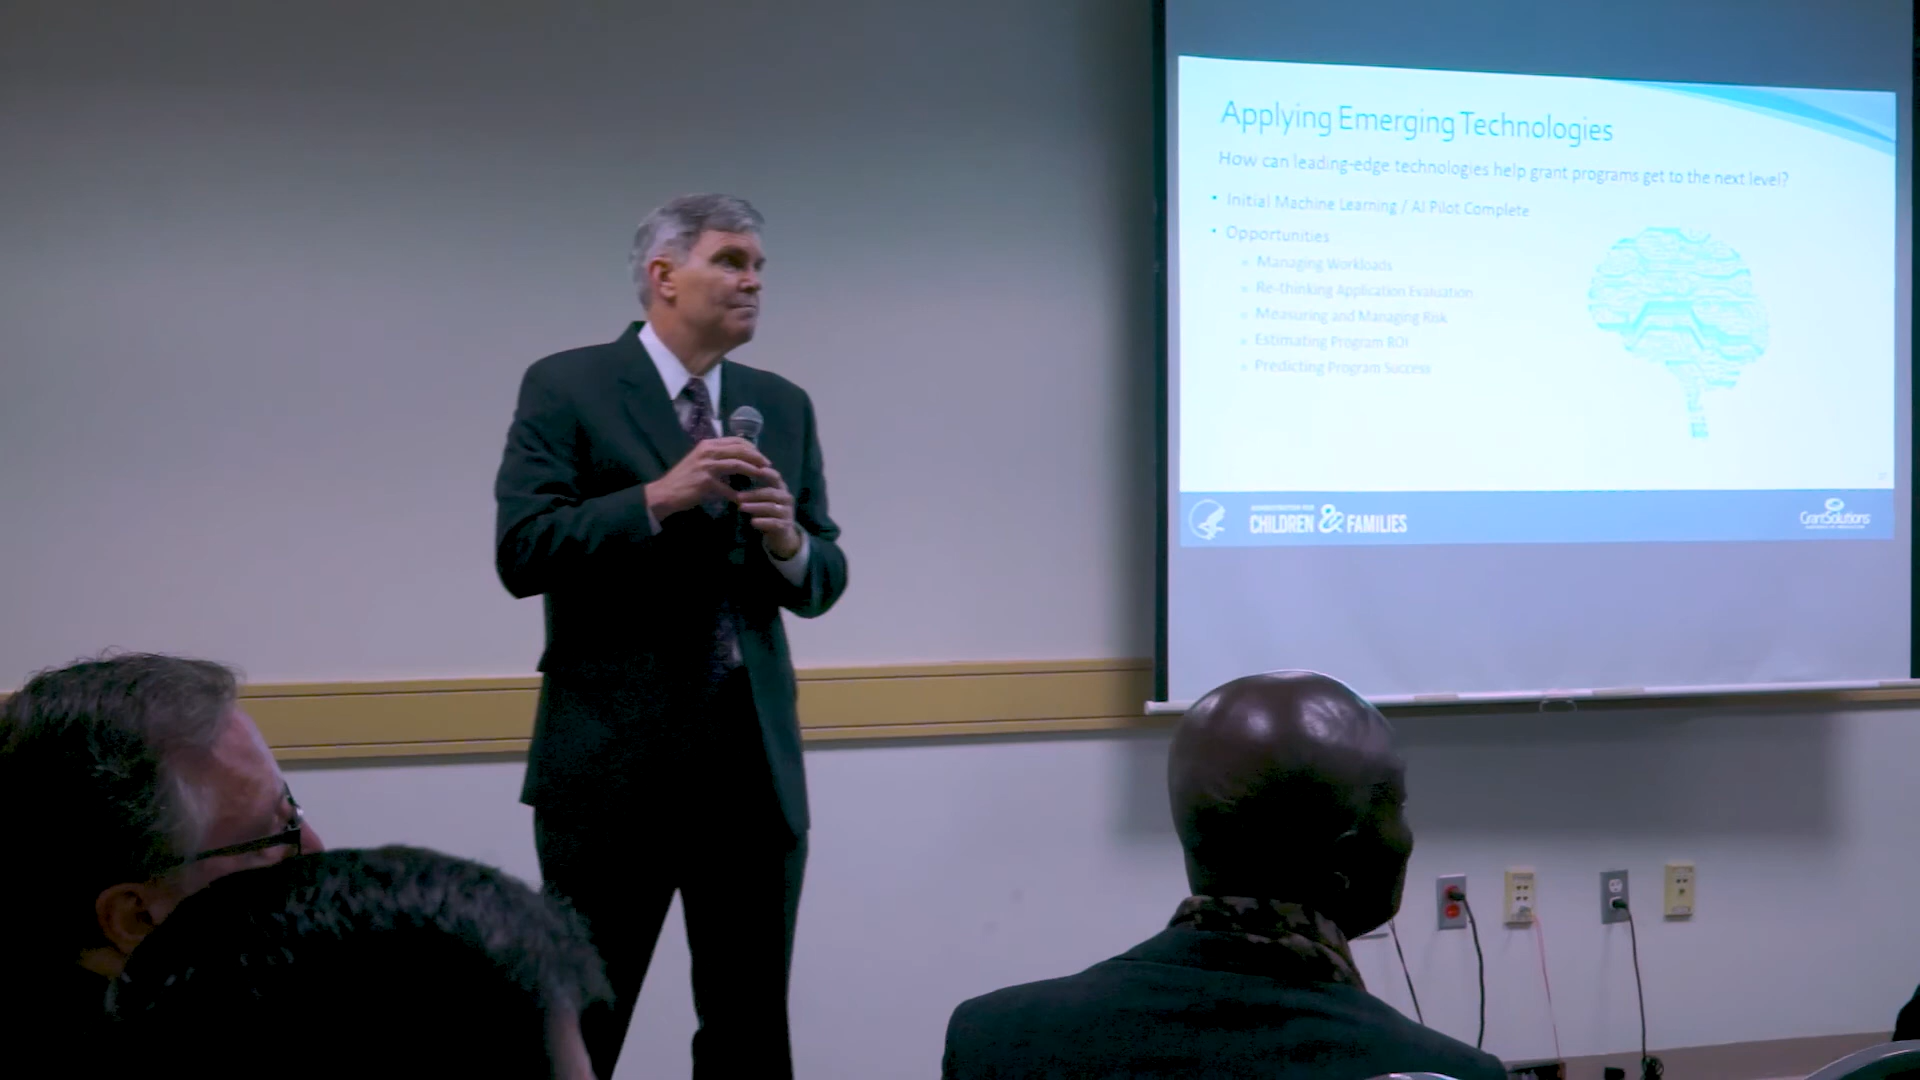 Applying Emerging Technologies
How can leading-edge technologies help grant programs get to the next level?
• Initial Machine Learning / AI Pilot Complete
• Opportunities
Managing Workloads
Re-thinking Application Evaluation
Measuring and Managing Risk
Estimating Program ROI
Predicting Program Success
CHILDREN & FAMILIES
GrantSolutions